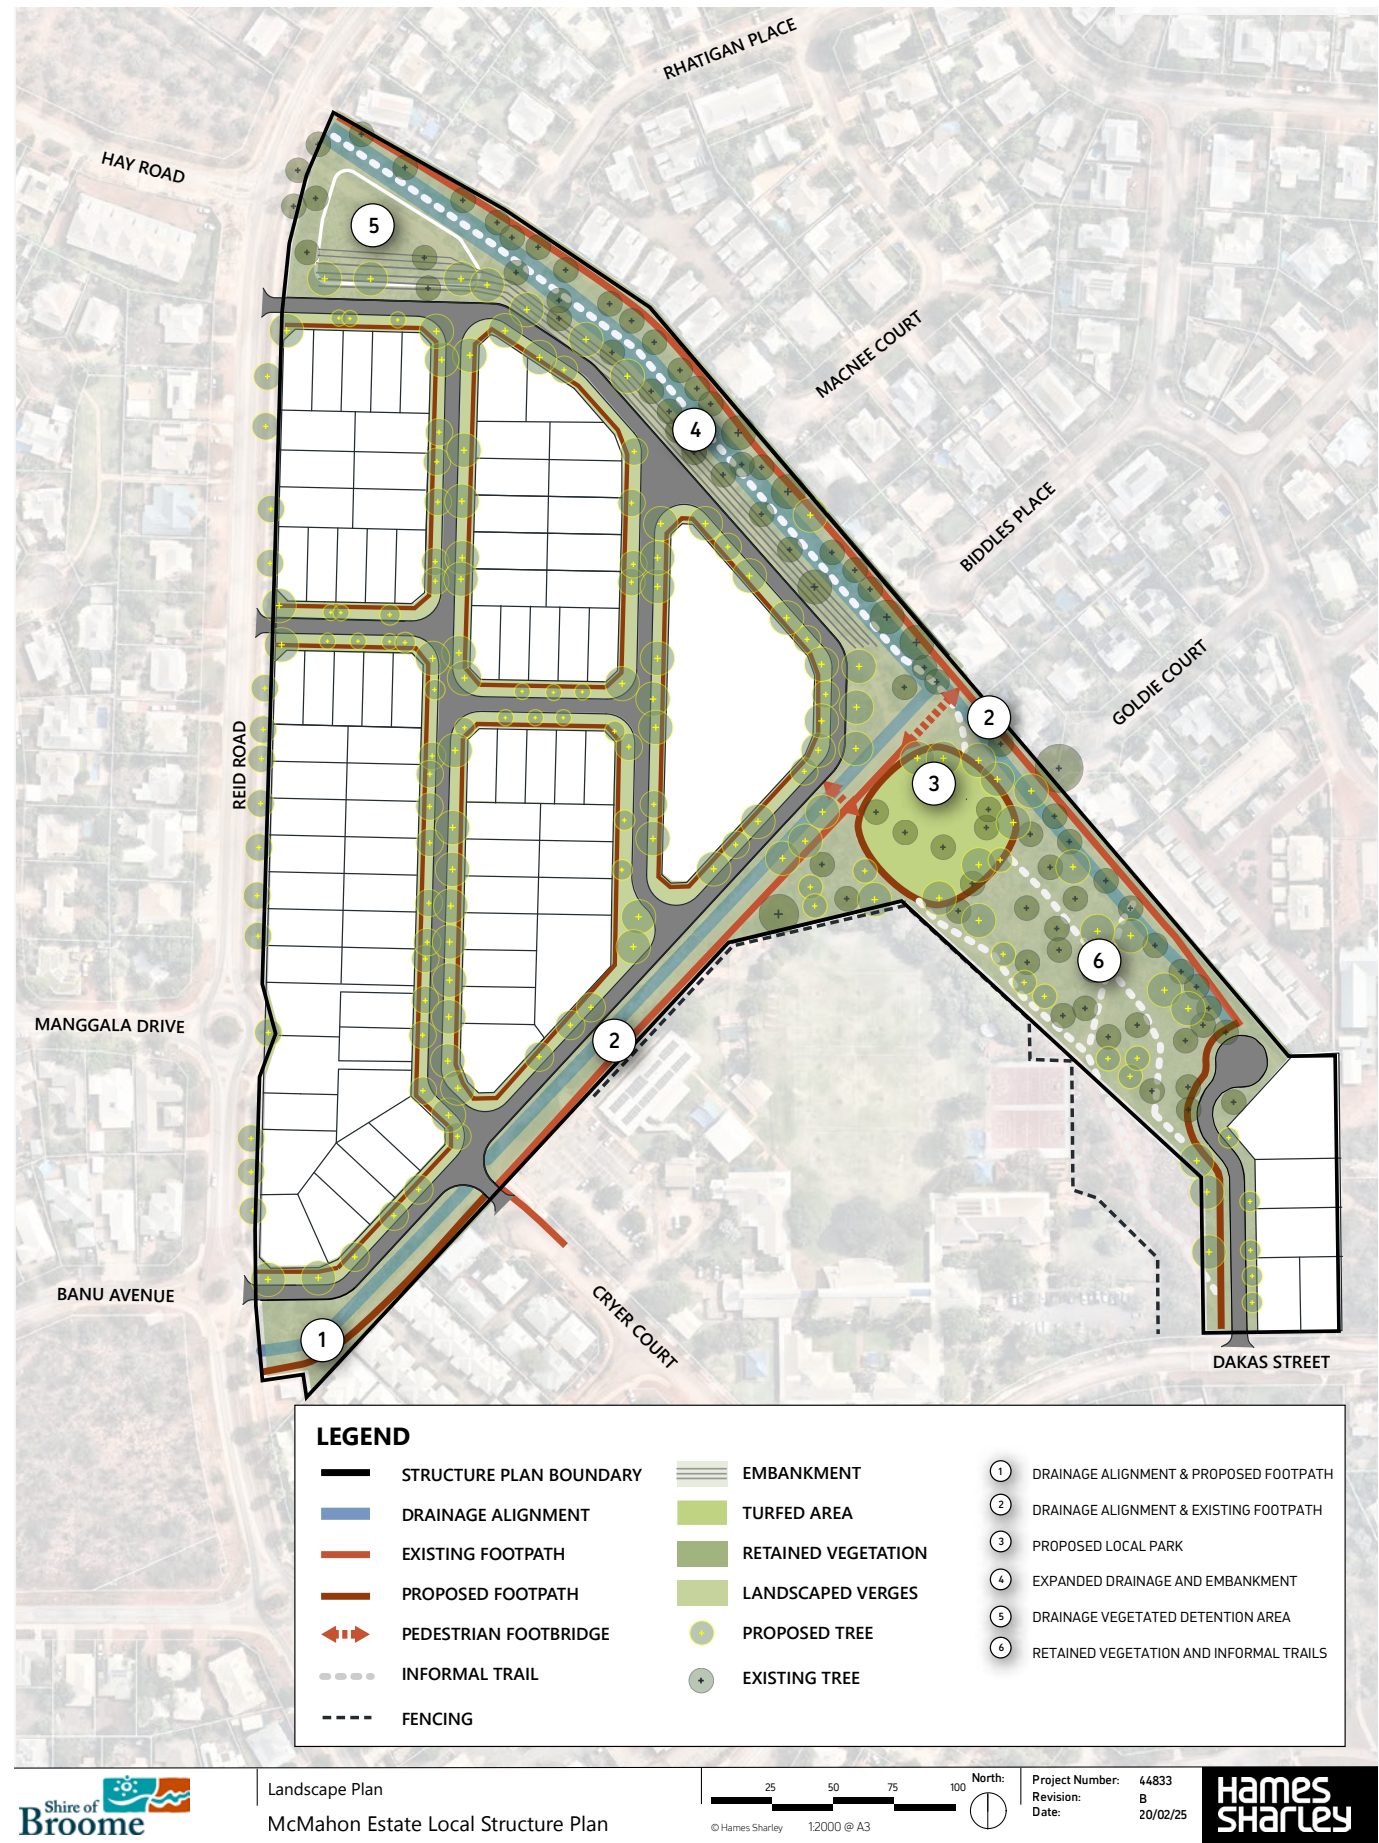 RHATIGAN PLACE
HAY ROAD
5
MACNEE COURT
4
BIDDLES PLACE
GOLDIE COURT
2
3
REID ROAD
6
MANGGALA DRIVE
2
BANU AVENUE
CRYER COURT
1
DAKAS STREET
LEGEND
STRUCTURE PLAN BOUNDARY
DRAINAGE ALIGNMENT
EXISTING FOOTPATH
PROPOSED FOOTPATH
PEDESTRIAN FOOTBRIDGE
INFORMAL TRAIL
FENCING
EMBANKMENT
TURFED AREA
RETAINED VEGETATION
LANDSCAPED VERGES
PROPOSED TREE
EXISTING TREE
1 DRAINAGE ALIGNMENT & PROPOSED FOOTPATH
2 DRAINAGE ALIGNMENT & EXISTING FOOTPATH
3 PROPOSED LOCAL PARK
4 EXPANDED DRAINAGE AND EMBANKMENT
5 DRAINAGE VEGETATED DETENTION AREA
6 RETAINED VEGETATION AND INFORMAL TRAILS
Shire of
Broome
Landscape Plan
McMahon Estate Local Structure Plan
25 50 75 100
© Hames Sharley 1:2000 @ A3
North:
Project Number: 44833
Revision: B
Date: 20/02/25
Hames
Sharley